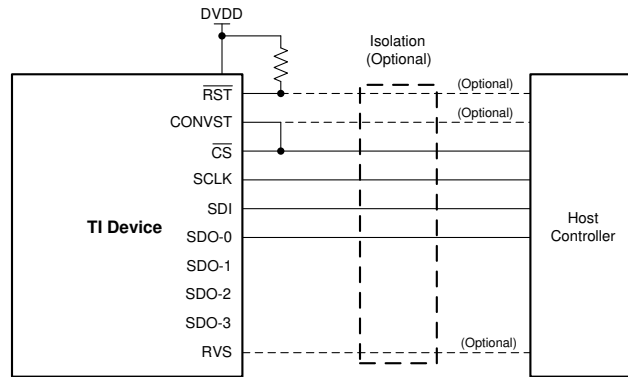 DVDD
Isolation
(Optional)
(Optional)
RST
CONVST
(Optional)
CS
SCLK
SDI
TI Device
SDO-0
Host
Controller
SDO-1
SDO-2
SDO-3
RVS
(Optional)